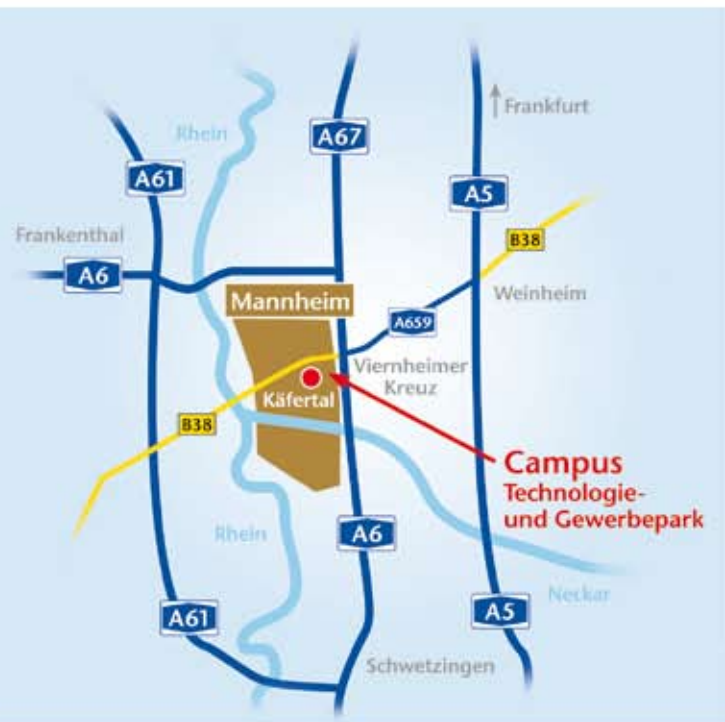 Frankfurt
Rhein
A67
A61
A5
Frankenthal
B38
A6
Mannheim
Weinheim
A659
Viernheimer
Kreuz
Käfertal
B38
Campus
Technologie-
und Gewerbepark
Rhein
A6
Neckar
A61
A5
Schwetzingen